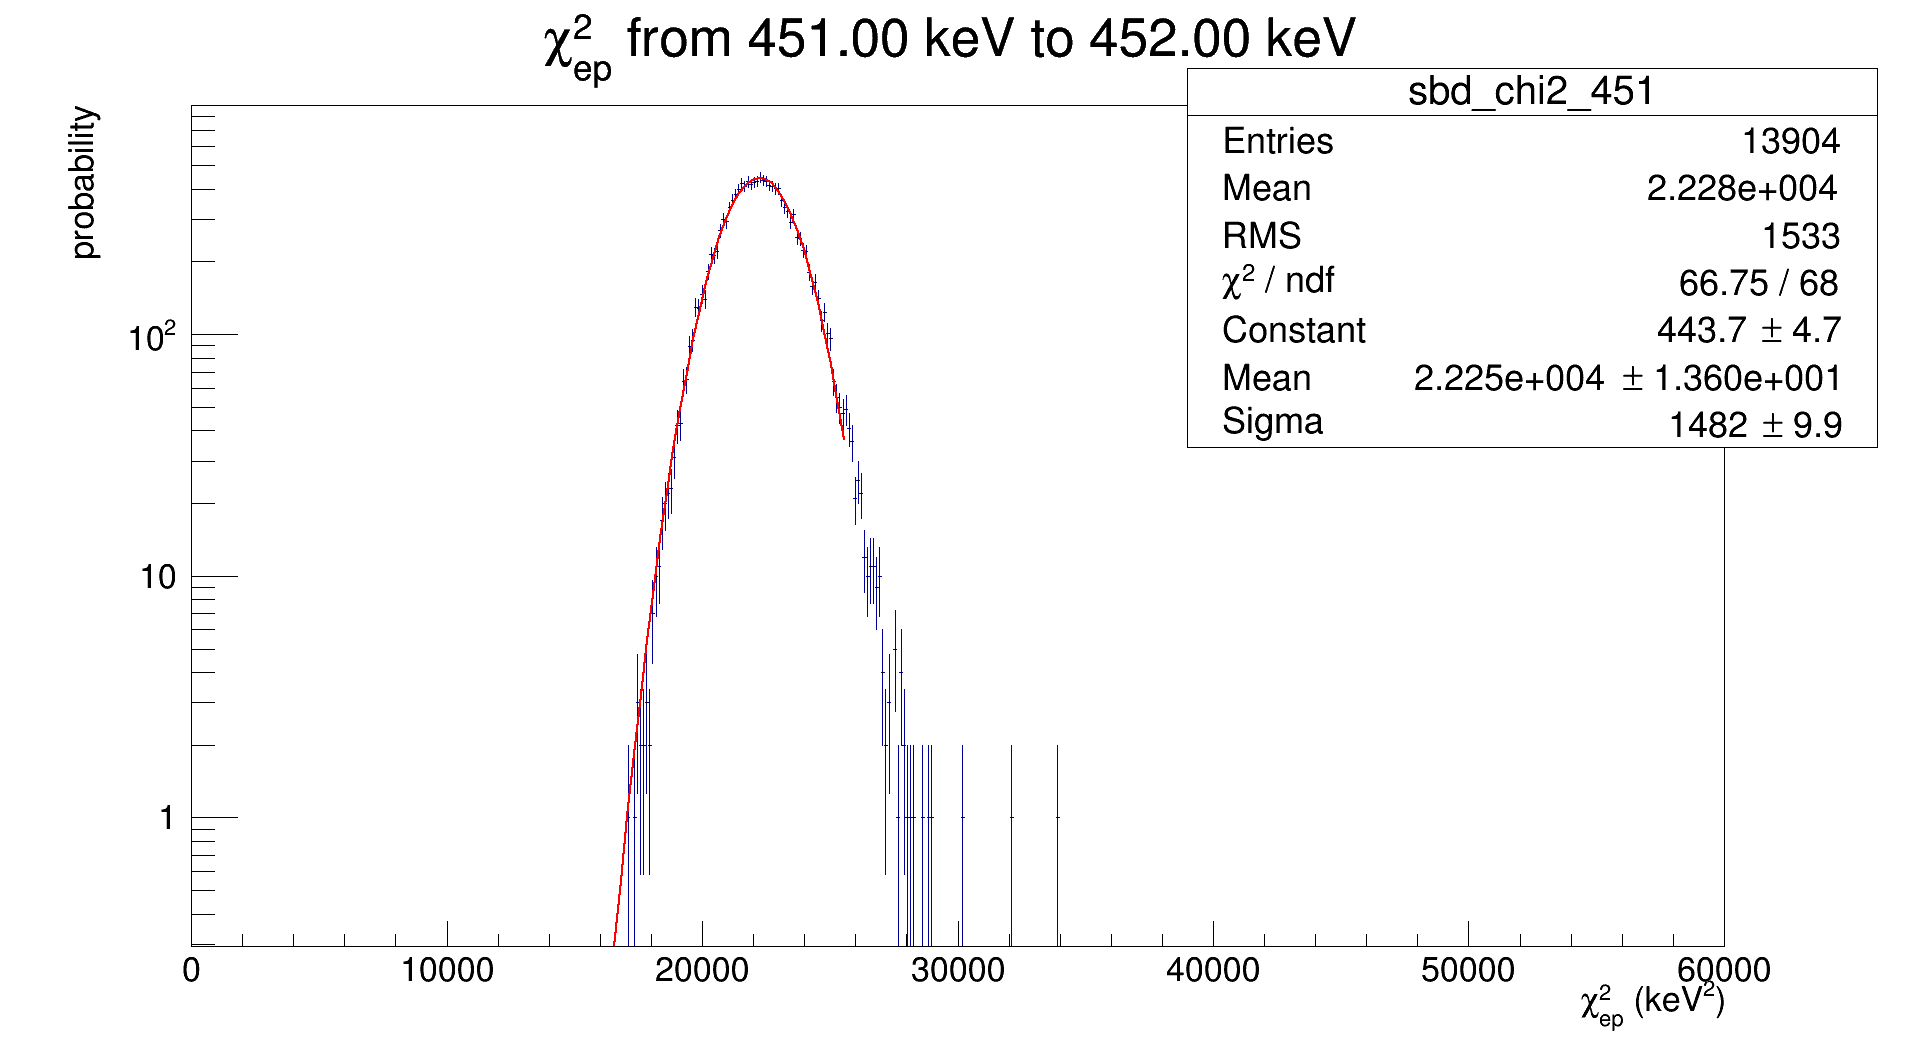 χ²ep from 451.00 keV to 452.00 keV
sbd_chi2_451
Entries 13904
Mean 2.228e+004
RMS 1533
χ² / ndf 66.75 / 68
Constant 443.7 ± 4.7
Mean 2.225e+004 ± 1.360e+001
Sigma 1482 ± 9.9
probability
10²
10
1
0 10000 20000 30000 40000 50000 60000
χ²ep (keV²)